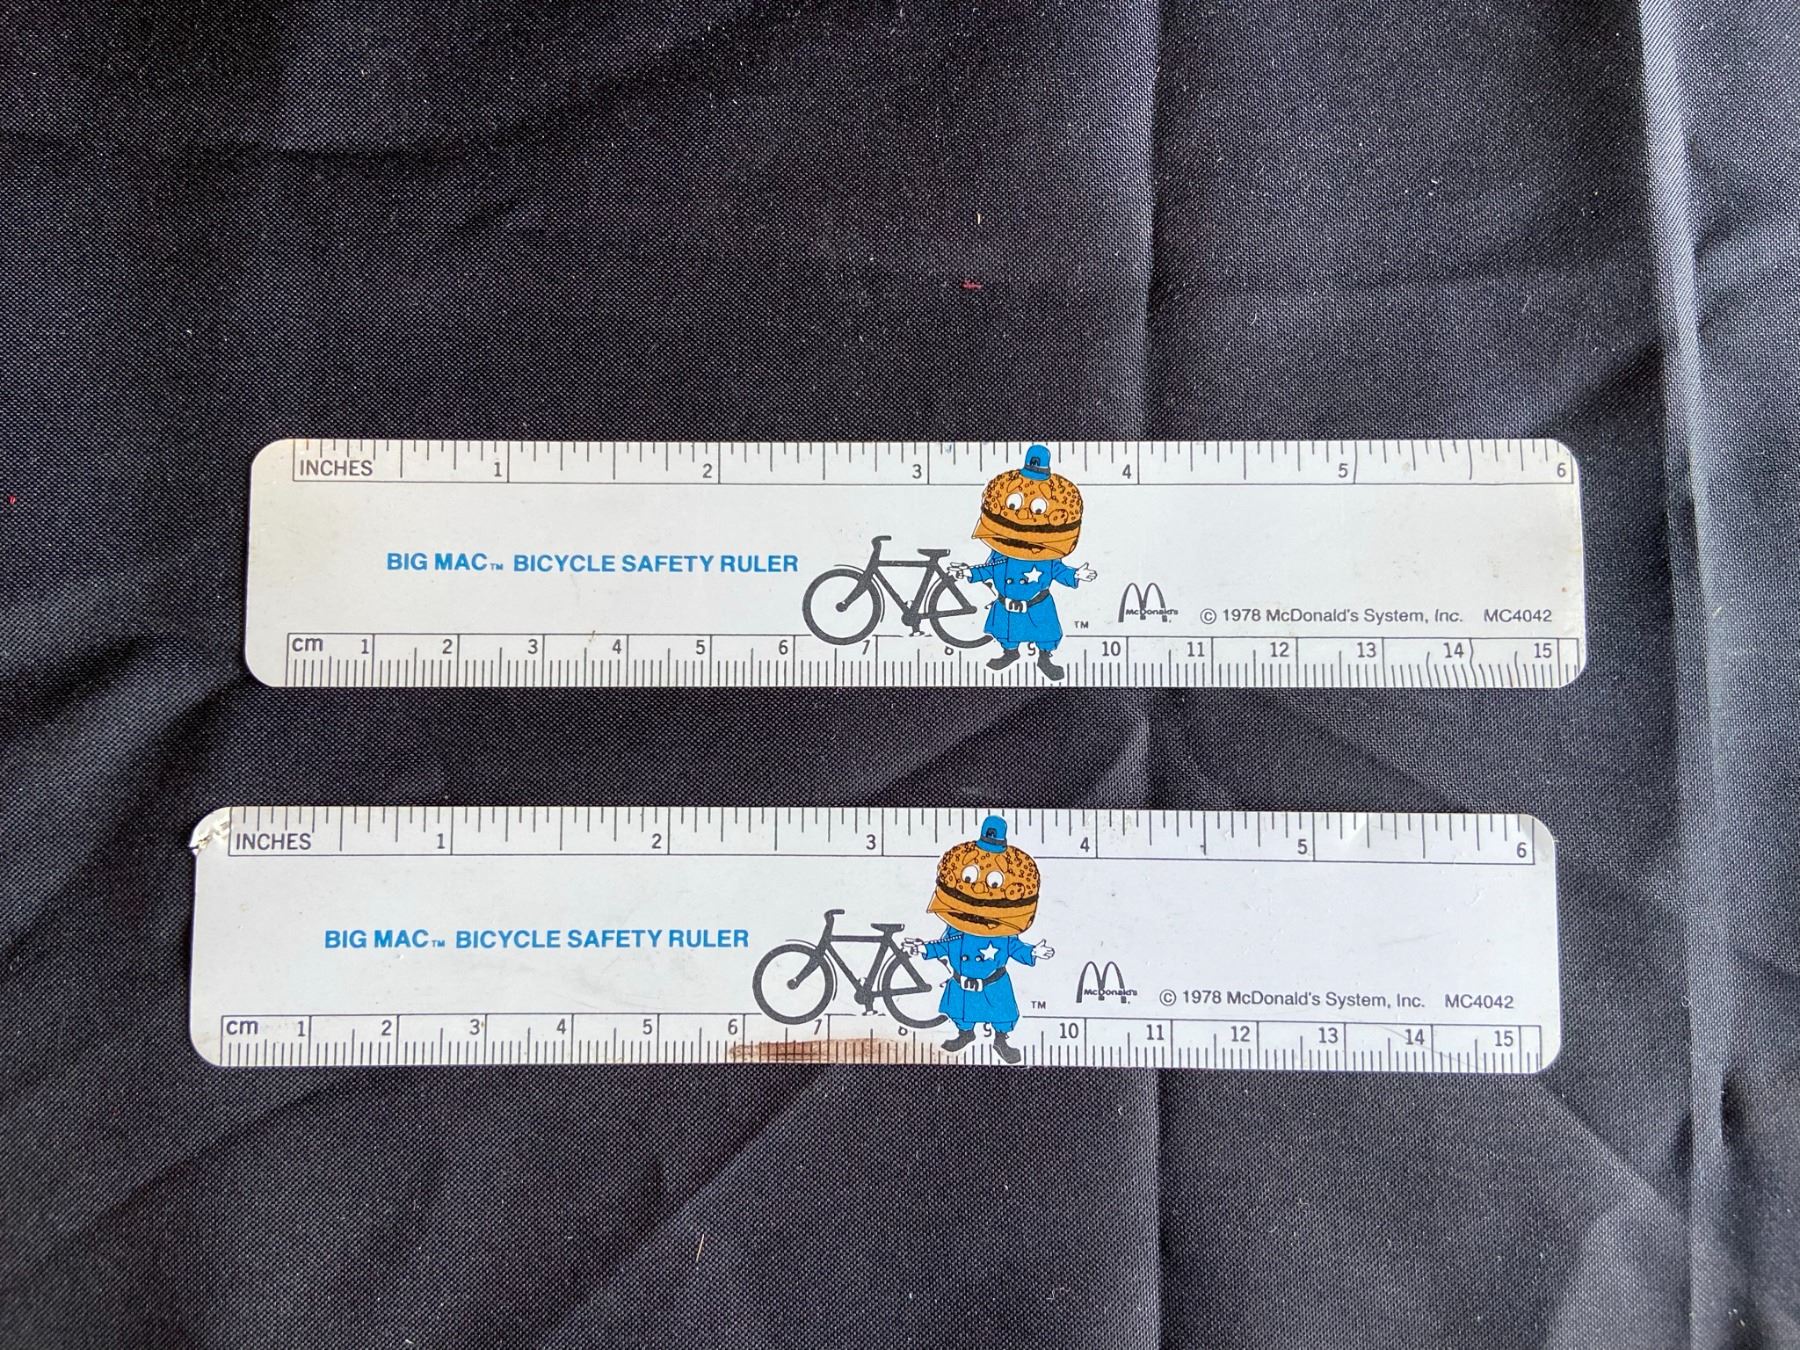 INCHES 1 2 3 4 5 6
BIG MAC™ BICYCLE SAFETY RULER
TM McDonald's ® © 1978 McDonald's System, Inc. MC4042
cm 1 2 3 4 5 6 7 8 9 10 11 12 13 14 15
INCHES 1 2 3 4 5 6
BIG MAC™ BICYCLE SAFETY RULER
TM McDonald's ® © 1978 McDonald's System, Inc. MC4042
cm 1 2 3 4 5 6 7 8 9 10 11 12 13 14 15